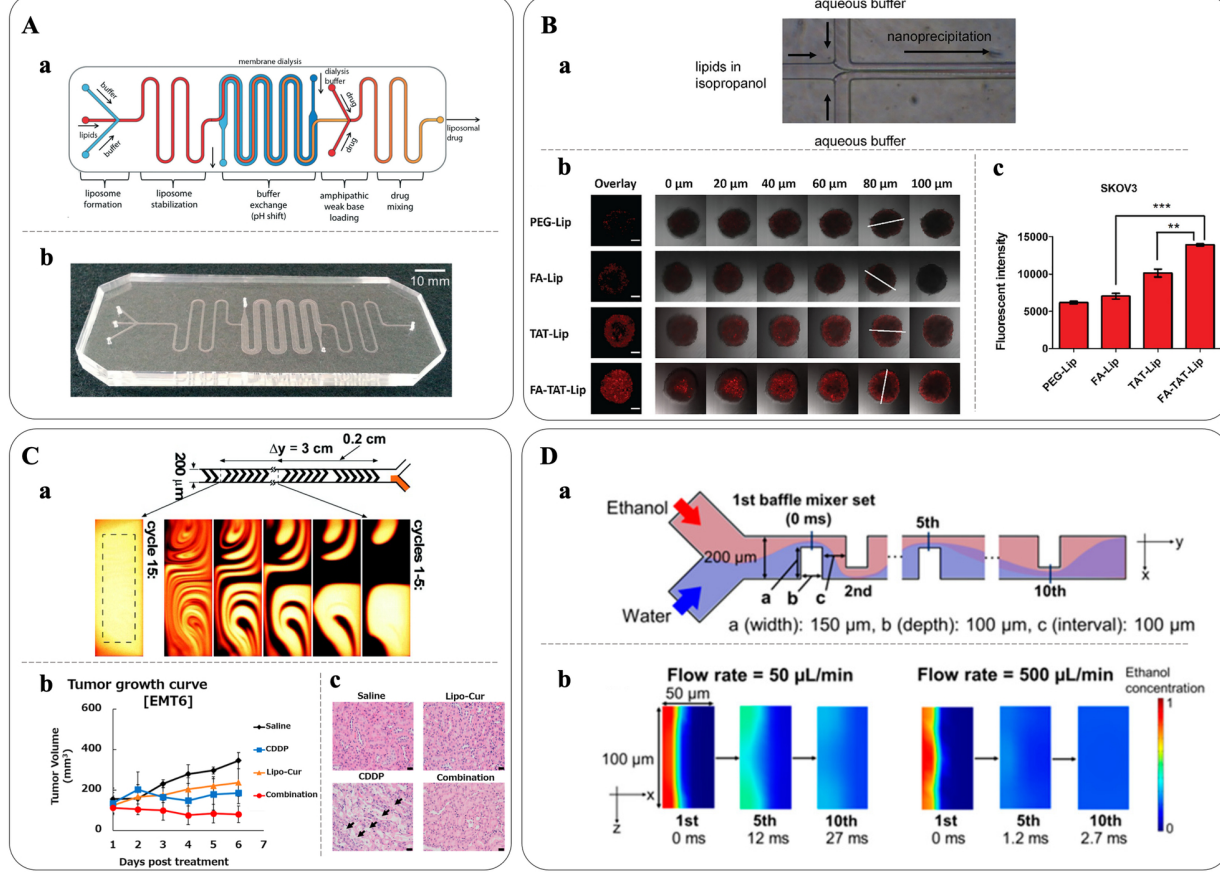 A
a
membrane dialysis
buffer
lipids
buffer
dialysis
buffer
drug
drug
liposomal
drug
liposome
formation
liposome
stabilization
buffer
exchange
(pH shift)
amphipathic
weak base
loading
drug
mixing
b
10 mm
B
a
aqueous buffer
nanoprecipitation
lipids in
isopropanol
aqueous buffer
b
Overlay 0 μm 20 μm 40 μm 60 μm 80 μm 100 μm
PEG-Lip
FA-Lip
TAT-Lip
FA-TAT-Lip
c
SKOV3
***
**
Fluorescent intensity
15000
10000
5000
0
PEG-Lip
FA-Lip
TAT-Lip
FA-TAT-Lip
C
a
0.2 cm
Δy = 3 cm
200 μm
cycle 15:
cycles 1-5:
b
Tumor growth curve
[EMT6]
Tumor Volume
(mm³)
600
400
200
0
1 2 3 4 5 6 7
Days post treatment
Saline
CDDP
Lipo-Cur
Combination
c
Saline Lipo-Cur
CDDP Combination
D
a
Ethanol
Water
1st baffle mixer set
(0 ms)
200 μm
a
b
c
2nd
5th
10th
y
x
a (width): 150 μm, b (depth): 100 μm, c (interval): 100 μm
b
Flow rate = 50 μL/min
Flow rate = 500 μL/min
Ethanol
concentration
1
0
50 μm
100 μm
x
z
1st 5th 10th
0 ms 12 ms 27 ms
1st 5th 10th
0 ms 1.2 ms 2.7 ms